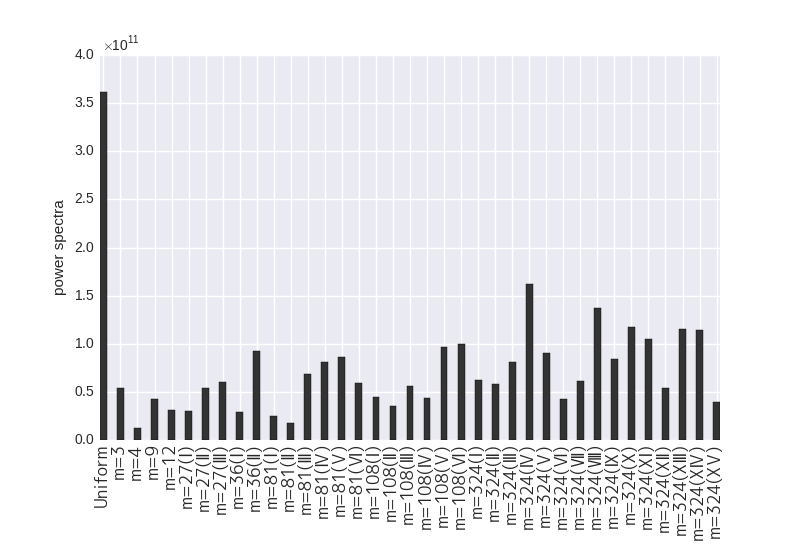 ×10¹¹
4.0
3.5
3.0
2.5
2.0
1.5
1.0
0.5
0.0
power spectra
Uniform
m=3
m=4
m=9
m=12
m=27(Ⅰ)
m=27(Ⅱ)
m=27(Ⅲ)
m=36(Ⅰ)
m=36(Ⅱ)
m=81(Ⅰ)
m=81(Ⅱ)
m=81(Ⅲ)
m=81(Ⅳ)
m=81(Ⅴ)
m=81(Ⅵ)
m=108(Ⅰ)
m=108(Ⅱ)
m=108(Ⅲ)
m=108(Ⅳ)
m=108(Ⅴ)
m=108(Ⅵ)
m=324(Ⅰ)
m=324(Ⅱ)
m=324(Ⅲ)
m=324(Ⅳ)
m=324(Ⅴ)
m=324(Ⅵ)
m=324(Ⅶ)
m=324(Ⅷ)
m=324(Ⅸ)
m=324(Ⅹ)
m=324(Ⅺ)
m=324(Ⅻ)
m=324(XⅢ)
m=324(XⅣ)
m=324(XⅤ)